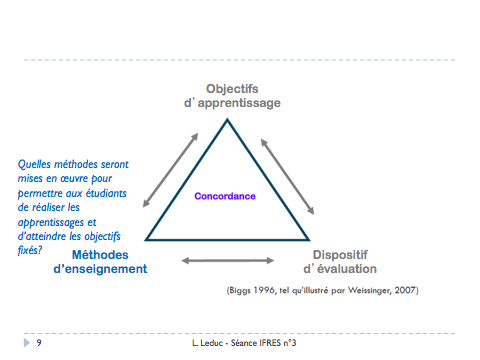 Objectifs
d'apprentissage
Quelles méthodes seront
mises en œuvre pour
permettre aux étudiants
de réaliser les
apprentissages et
d'atteindre les objectifs
fixés?
Concordance
Méthodes
d'enseignement
Dispositif
d'évaluation
(Biggs 1996, tel qu'illustré par Weissinger, 2007)
9
L. Leduc - Séance IFRES n°3